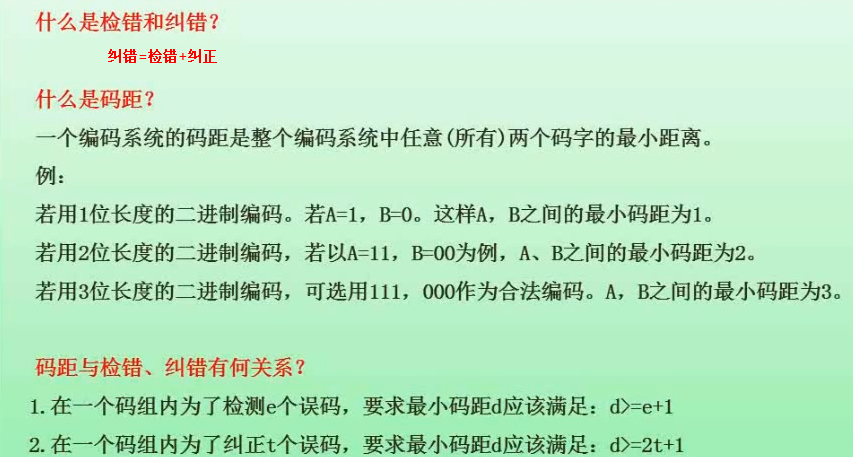 什么是检错和纠错？
纠错=检错+纠正
什么是码距？
一个编码系统的码距是整个编码系统中任意(所有)两个码字的最小距离。
例：
若用1位长度的二进制编码。若A=1，B=0。这样A，B之间的最小码距为1。
若用2位长度的二进制编码，若以A=11，B=00为例，A、B之间的最小码距为2。
若用3位长度的二进制编码，可选用111，000作为合法编码。A，B之间的最小码距为3。
码距与检错、纠错有何关系？
1.在一个码组内为了检测e个误码，要求最小码距d应该满足：d>=e+1
2.在一个码组内为了纠正t个误码，要求最小码距d应该满足：d>=2t+1